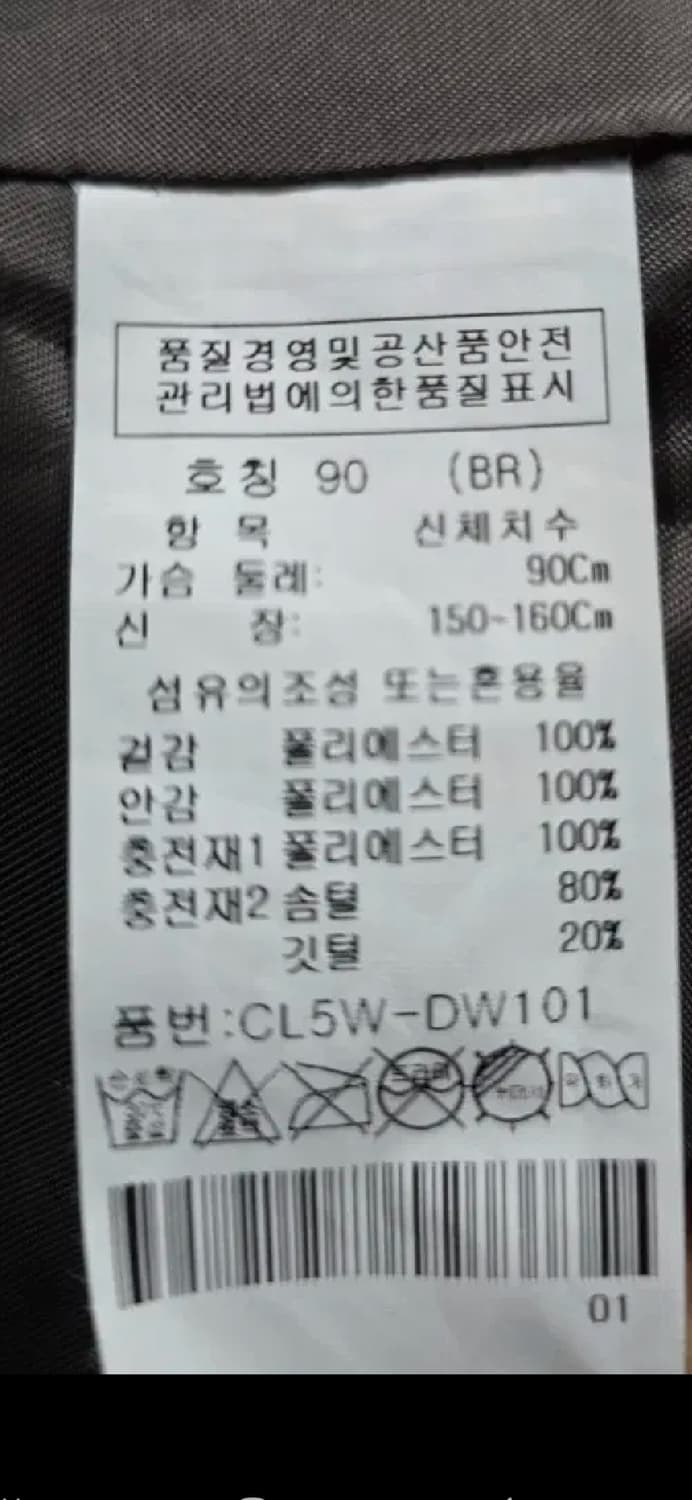 품질경영및공산품안전
관리법에의한품질표시
호칭 90 (BR)
항 목 신체치수
가슴 둘레: 90Cm
신 장: 150~160Cm
섬유의조성 또는혼용율
겉감 폴리에스터 100%
안감 폴리에스터 100%
충전재1 폴리에스터 100%
충전재2 솜털 80%
깃털 20%
품번:CL5W-DW101
01